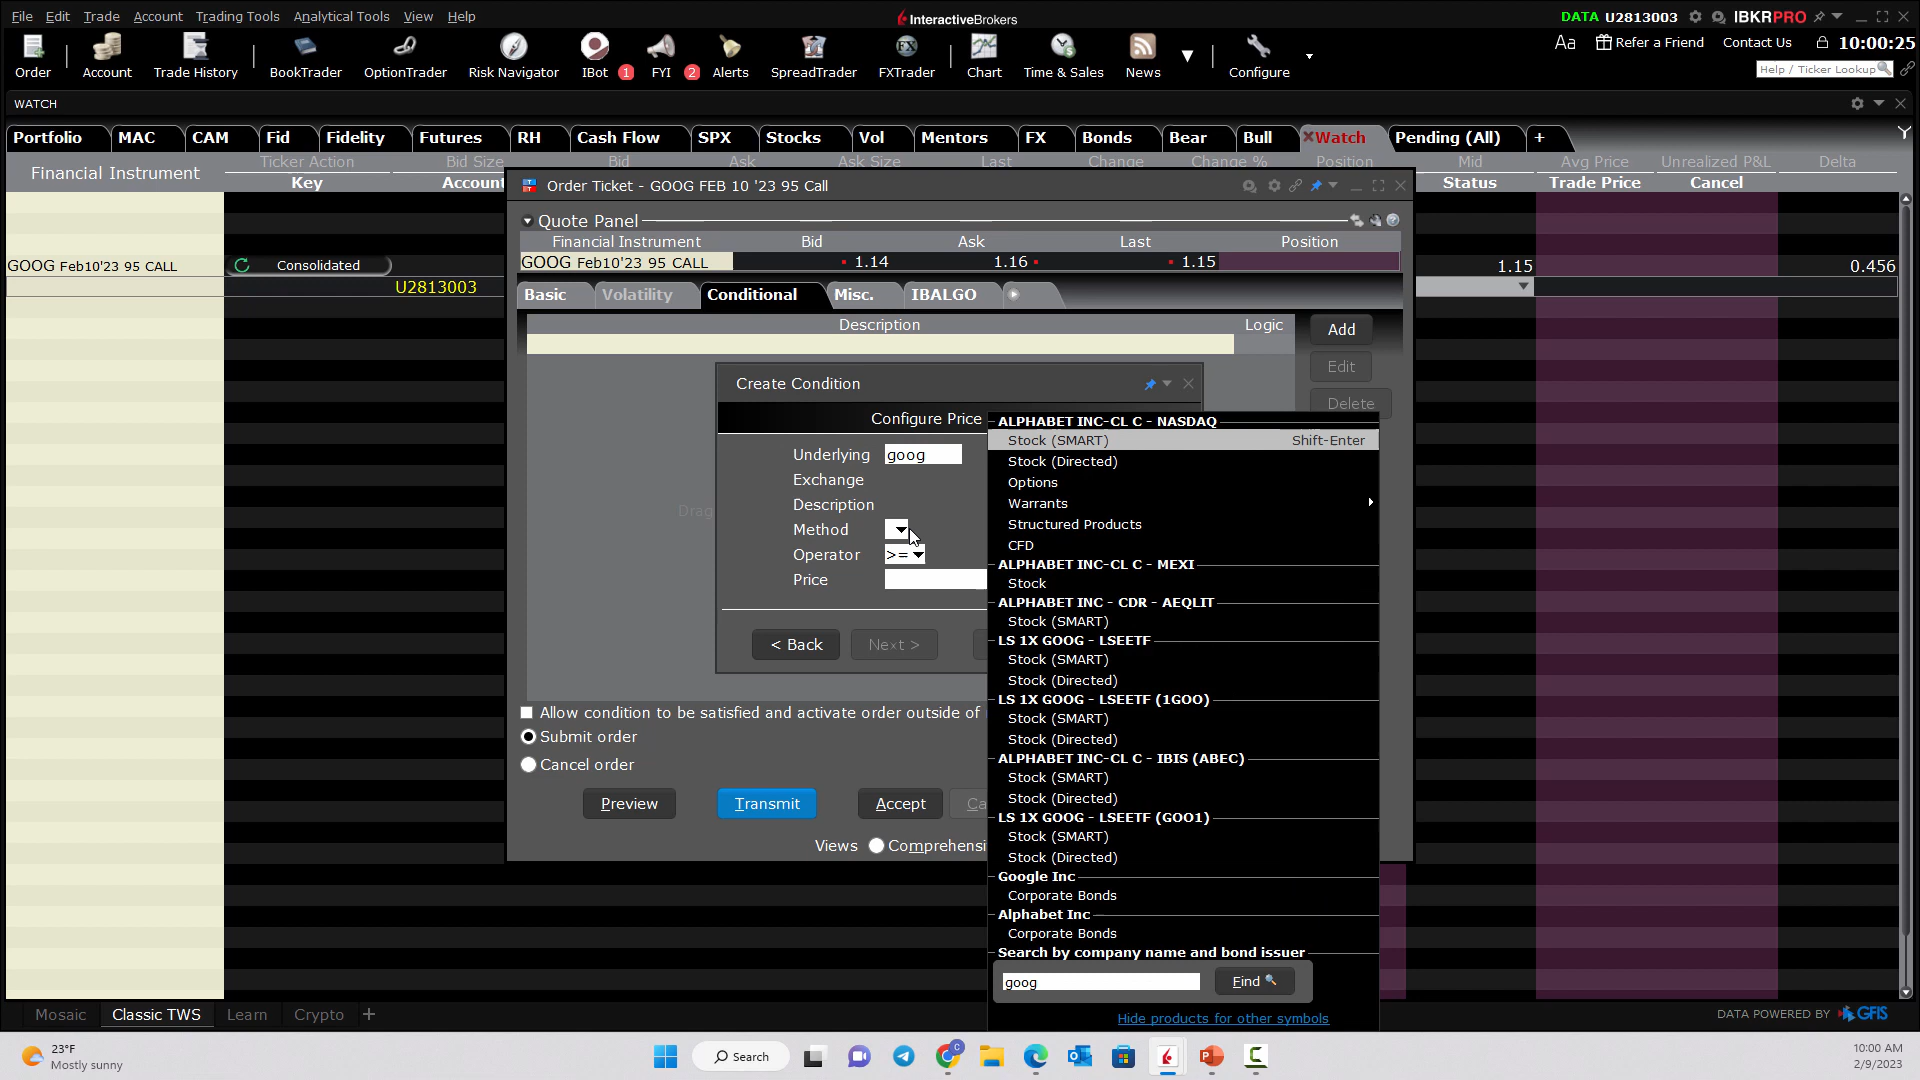 File Edit Trade Account Trading Tools Analytical Tools View Help
InteractiveBrokers
DATA U2813003 IBKRPRO
Order Account Trade History BookTrader OptionTrader Risk Navigator IBot 1 FYI 2 Alerts SpreadTrader FXTrader Chart Time & Sales News Configure
Aa Refer a Friend Contact Us 10:00:25
Help / Ticker Lookup
WATCH
Portfolio MAC CAM Fid Fidelity Futures RH Cash Flow SPX Stocks Vol Mentors FX Bonds Bear Bull Watch Pending (All) +
Financial Instrument
Ticker Action Bid Size Bid Ask Ask Size Last Change Change % Position Mid Avg Price Unrealized P&L Delta
Key Account Status Trade Price Cancel
GOOG Feb10'23 95 CALL Consolidated 1.15 0.456
U2813003
Order Ticket - GOOG FEB 10 '23 95 Call
Quote Panel
Financial Instrument Bid Ask Last Position
GOOG Feb10'23 95 CALL 1.14 1.16 1.15
Basic Volatility Conditional Misc. IBALGO
Description Logic
Add
Edit
Delete
Drag
Create Condition
Configure Price
Underlying goog
Exchange
Description
Method
Operator >=
Price
< Back Next >
Allow condition to be satisfied and activate order outside of
Submit order
Cancel order
Preview Transmit Accept Ca
Views Comprehensi
ALPHABET INC-CL C - NASDAQ
Stock (SMART) Shift-Enter
Stock (Directed)
Options
Warrants
Structured Products
CFD
ALPHABET INC-CL C - MEXI
Stock
ALPHABET INC - CDR - AEQLIT
Stock (SMART)
LS 1X GOOG - LSEETF
Stock (SMART)
Stock (Directed)
LS 1X GOOG - LSEETF (1GOO)
Stock (SMART)
Stock (Directed)
ALPHABET INC-CL C - IBIS (ABEC)
Stock (SMART)
Stock (Directed)
LS 1X GOOG - LSEETF (GOO1)
Stock (SMART)
Stock (Directed)
Google Inc
Corporate Bonds
Alphabet Inc
Corporate Bonds
Search by company name and bond issuer
goog Find
Hide products for other symbols
Mosaic Classic TWS Learn Crypto +
DATA POWERED BY GFIS
23°F
Mostly sunny
Search
10:00 AM
2/9/2023